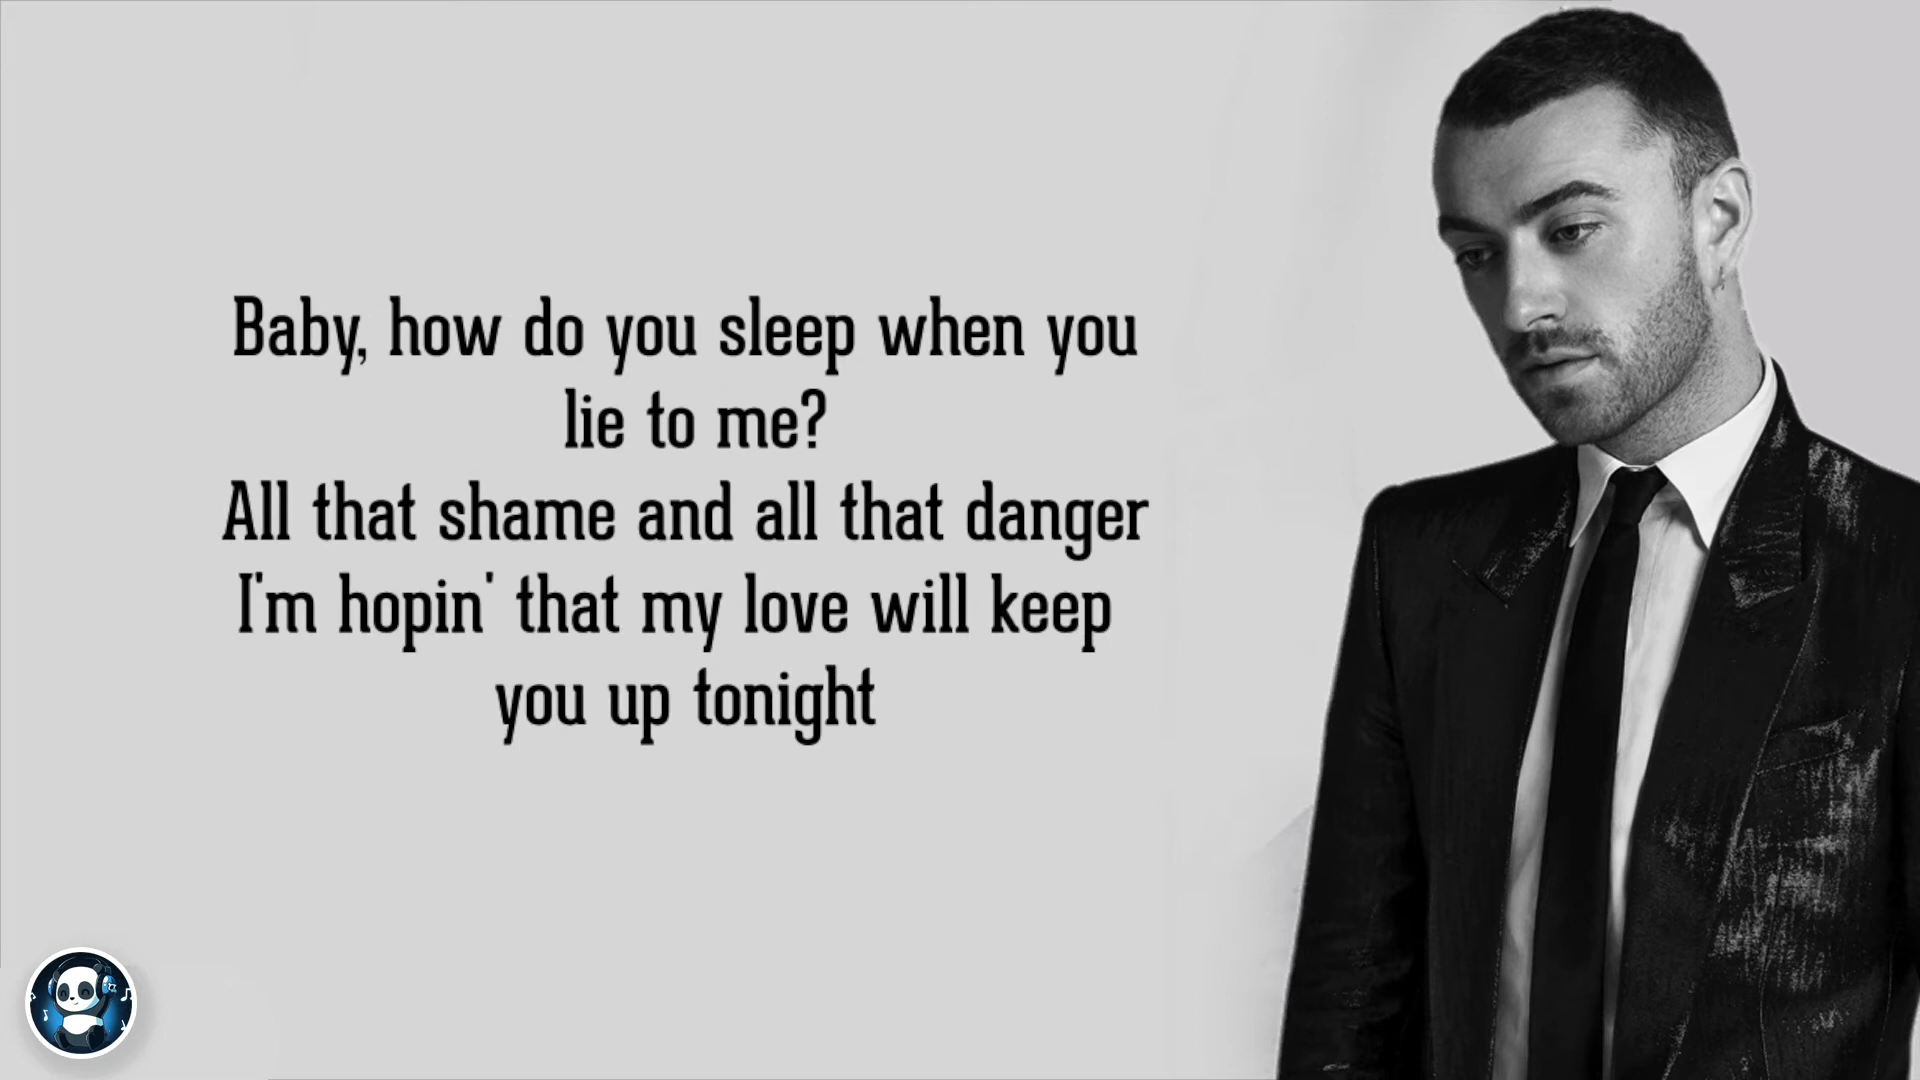 Baby, how do you sleep when you
lie to me?
All that shame and all that danger
I'm hopin' that my love will keep
you up tonight